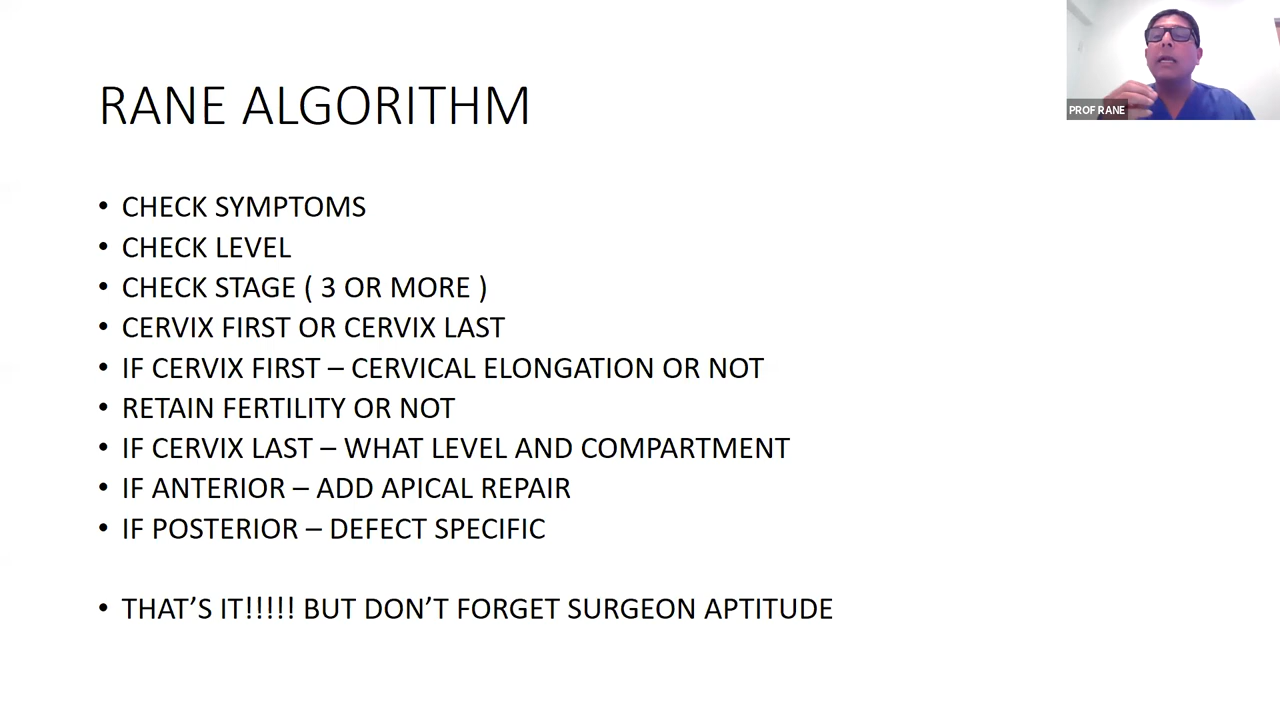 RANE ALGORITHM
PROF RANE
• CHECK SYMPTOMS
• CHECK LEVEL
• CHECK STAGE ( 3 OR MORE )
• CERVIX FIRST OR CERVIX LAST
• IF CERVIX FIRST – CERVICAL ELONGATION OR NOT
• RETAIN FERTILITY OR NOT
• IF CERVIX LAST – WHAT LEVEL AND COMPARTMENT
• IF ANTERIOR – ADD APICAL REPAIR
• IF POSTERIOR – DEFECT SPECIFIC
• THAT’S IT!!!!! BUT DON’T FORGET SURGEON APTITUDE